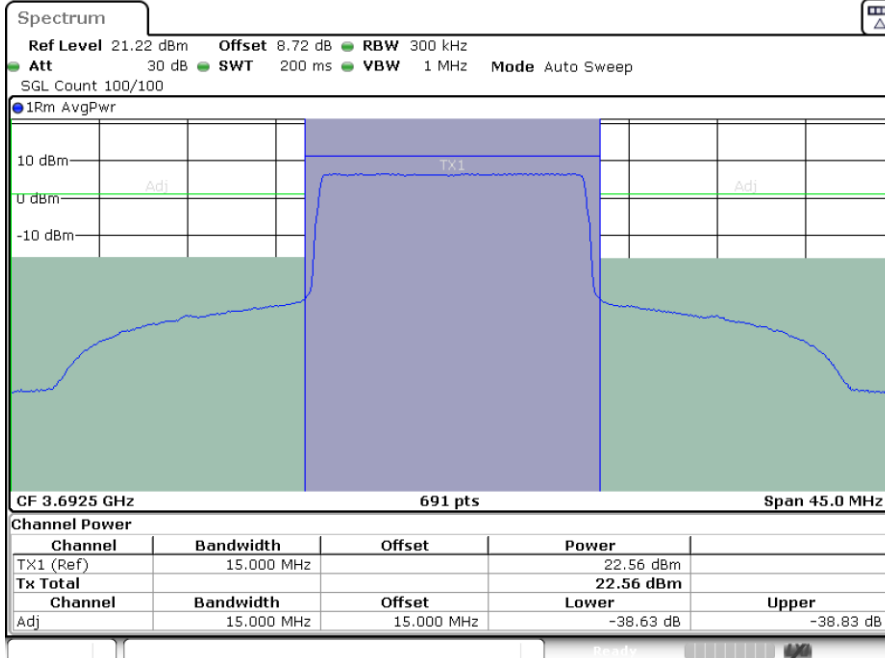 Spectrum
Ref Level 21.22 dBm Offset 8.72 dB RBW 300 kHz
Att 30 dB SWT 200 ms VBW 1 MHz Mode Auto Sweep
SGL Count 100/100
1Rm AvgPwr
10 dBm
TX1
Adj
Adj
0 dBm
-10 dBm
CF 3.6925 GHz 691 pts Span 45.0 MHz
Channel Power
Channel Bandwidth Offset Power
TX1 (Ref) 15.000 MHz 22.56 dBm
Tx Total 22.56 dBm
Channel Bandwidth Offset Lower Upper
Adj 15.000 MHz 15.000 MHz -38.63 dB -38.83 dB
Ready